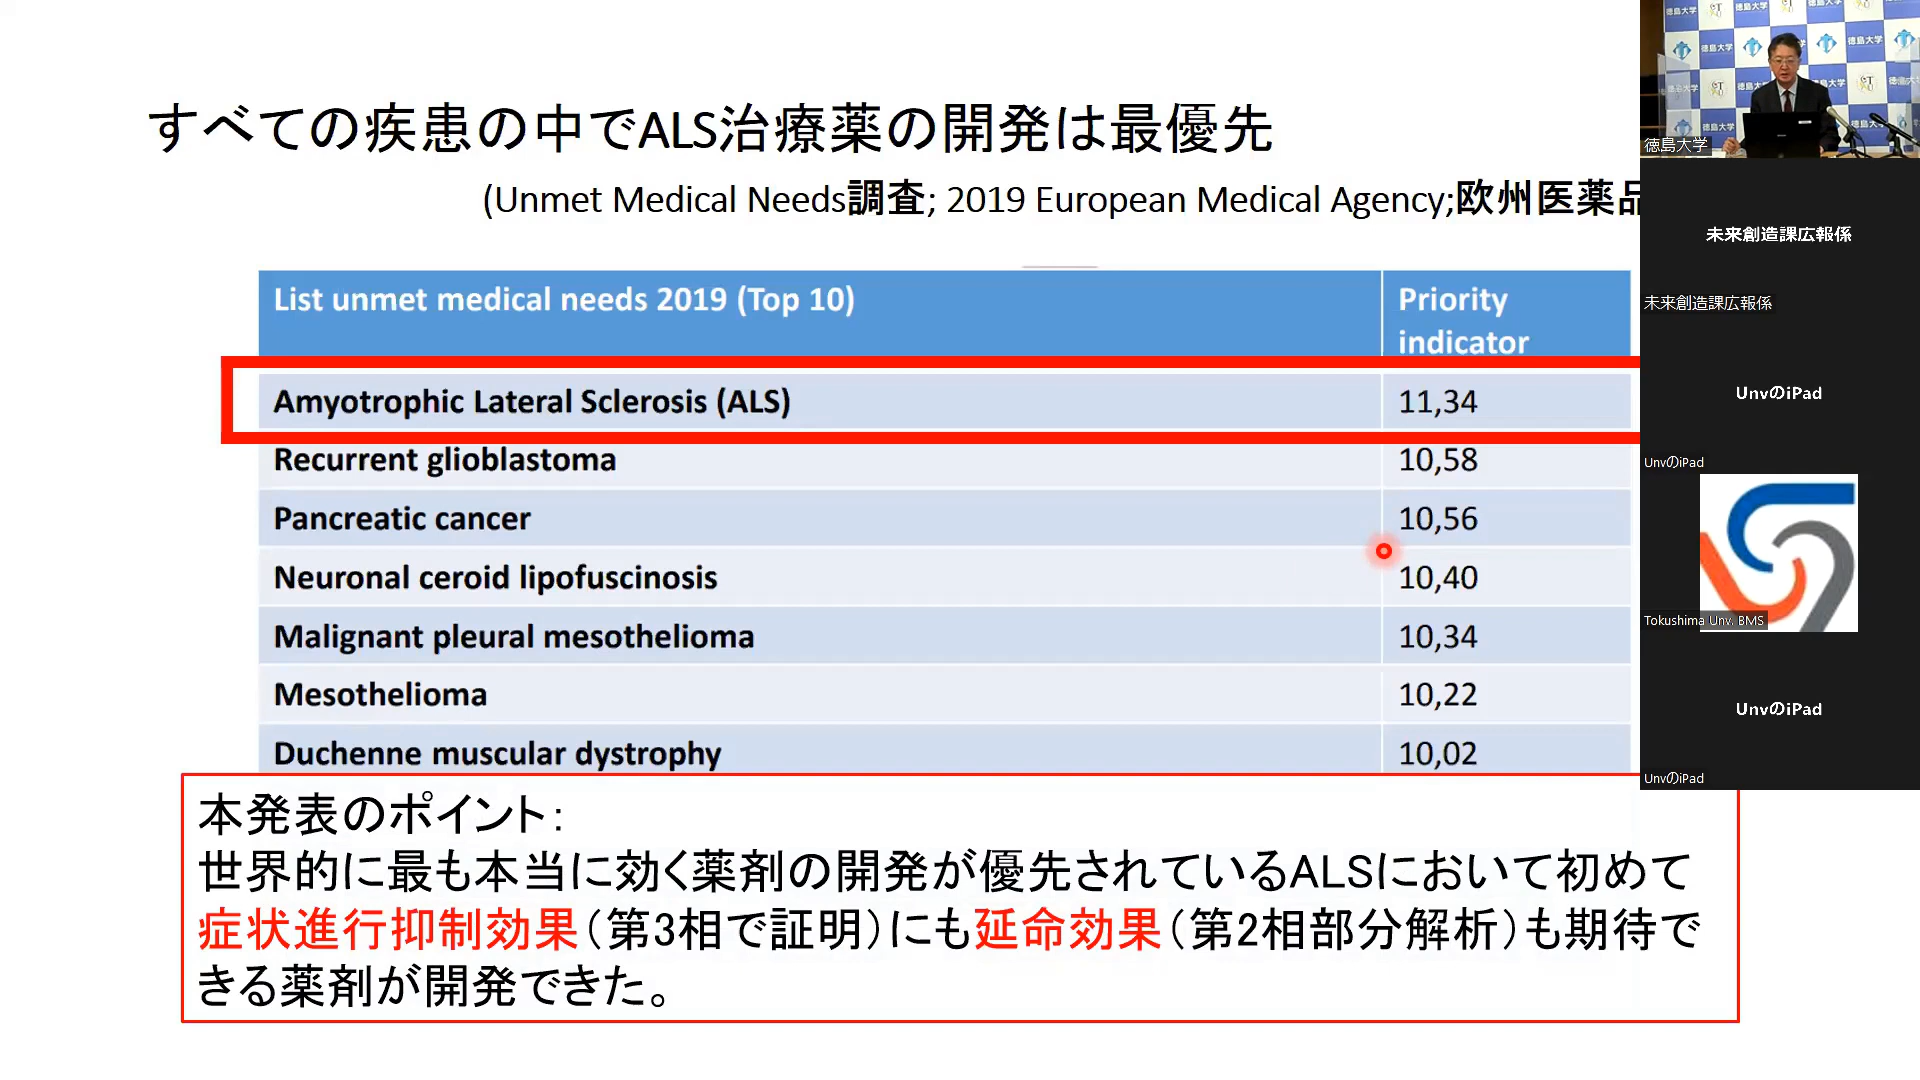 すべての疾患の中でALS治療薬の開発は最優先
(Unmet Medical Needs調査; 2019 European Medical Agency;欧州医薬品
List unmet medical needs 2019 (Top 10)
Priority indicator
Amyotrophic Lateral Sclerosis (ALS) 11,34
Recurrent glioblastoma 10,58
Pancreatic cancer 10,56
Neuronal ceroid lipofuscinosis 10,40
Malignant pleural mesothelioma 10,34
Mesothelioma 10,22
Duchenne muscular dystrophy 10,02
本発表のポイント：
世界的に最も本当に効く薬剤の開発が優先されているALSにおいて初めて
症状進行抑制効果（第3相で証明）にも延命効果（第2相部分解析）も期待で
きる薬剤が開発できた。
徳島大学
未来創造課広報係
未来創造課広報係
UnvのiPad
UnvのiPad
Tokushima Unv. BMS
UnvのiPad
UnvのiPad